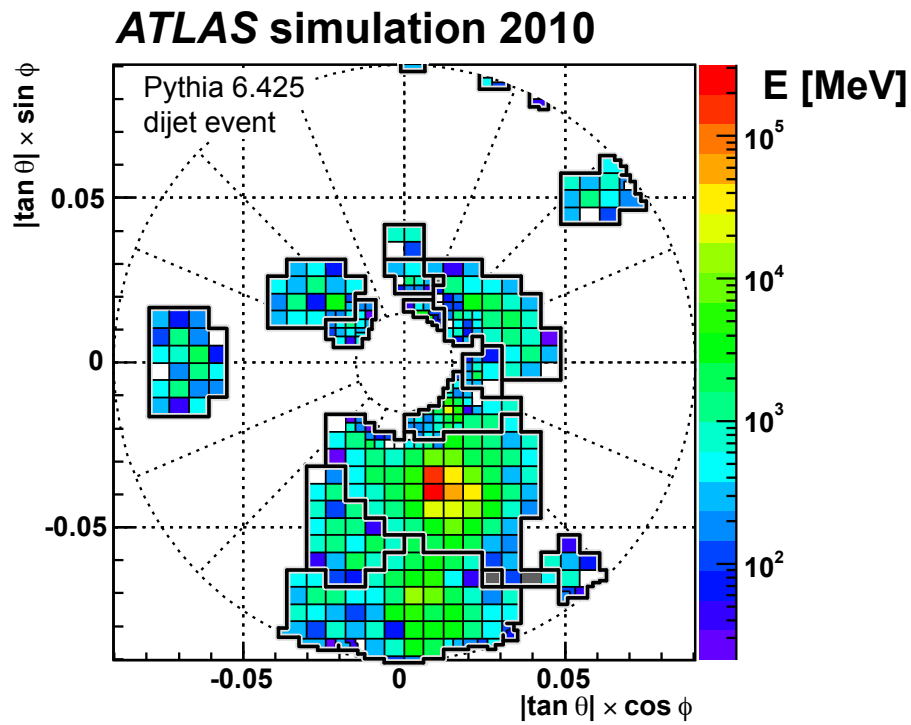 ATLAS simulation 2010
Pythia 6.425
dijet event
E [MeV]
|tan θ| × sin ϕ
0.05
0
-0.05
10⁵
10⁴
10³
10²
-0.05
0
0.05
|tan θ| × cos ϕ